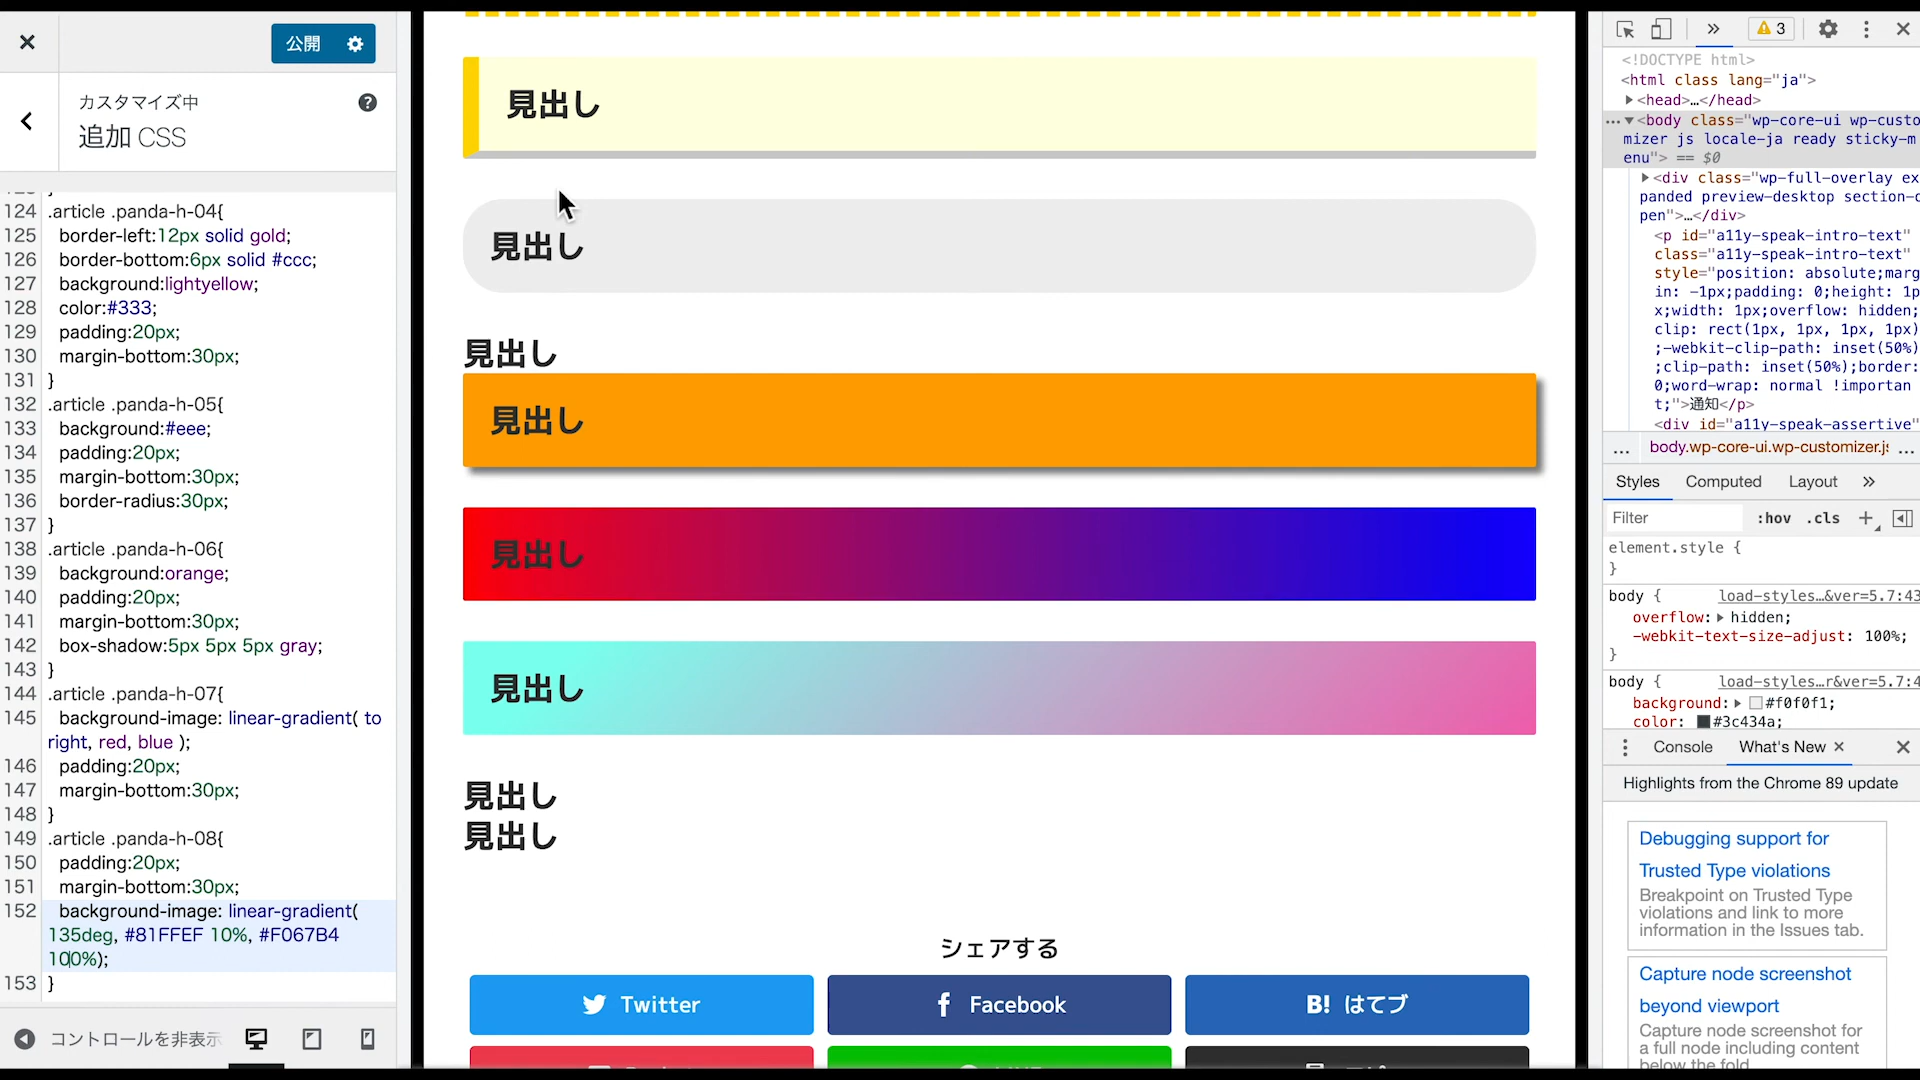 公開
カスタマイズ中
追加 CSS
124 .article .panda-h-04{
125 border-left:12px solid gold;
126 border-bottom:6px solid #ccc;
127 background:lightyellow;
128 color:#333;
129 padding:20px;
130 margin-bottom:30px;
131 }
132 .article .panda-h-05{
133 background:#eee;
134 padding:20px;
135 margin-bottom:30px;
136 border-radius:30px;
137 }
138 .article .panda-h-06{
139 background:orange;
140 padding:20px;
141 margin-bottom:30px;
142 box-shadow:5px 5px 5px gray;
143 }
144 .article .panda-h-07{
145 background-image: linear-gradient( to
right, red, blue );
146 padding:20px;
147 margin-bottom:30px;
148 }
149 .article .panda-h-08{
150 padding:20px;
151 margin-bottom:30px;
152 background-image: linear-gradient(
135deg, #81FFEF 10%, #F067B4
100%);
153 }
コントロールを非表示
見出し
見出し
見出し
見出し
見出し
見出し
見出し
見出し
シェアする
Twitter
Facebook
B! はてブ
3
<!DOCTYPE html>
<html class lang="ja">
<head>…</head>
<body class="wp-core-ui wp-custo
mizer js locale-ja ready sticky-m
enu"> == $0
<div class="wp-full-overlay ex
panded preview-desktop section-o
pen">…</div>
<p id="a11y-speak-intro-text"
class="a11y-speak-intro-text"
style="position: absolute;marg
in: -1px;padding: 0;height: 1p
x;width: 1px;overflow: hidden;
clip: rect(1px, 1px, 1px, 1px)
;-webkit-clip-path: inset(50%)
;clip-path: inset(50%);border:
0;word-wrap: normal !importan
t;">通知</p>
<div id="a11y-speak-assertive"
... body.wp-core-ui.wp-customizer.js ...
Styles Computed Layout »
Filter :hov .cls +
element.style {
}
body { load-styles…&ver=5.7:43
overflow: hidden;
-webkit-text-size-adjust: 100%;
}
body { load-styles…r&ver=5.7:4
background: #f0f0f1;
color: #3c434a;
Console What's New ×
Highlights from the Chrome 89 update
Debugging support for
Trusted Type violations
Breakpoint on Trusted Type
violations and link to more
information in the Issues tab.
Capture node screenshot
beyond viewport
Capture node screenshot for
a full node including content
below the fold.